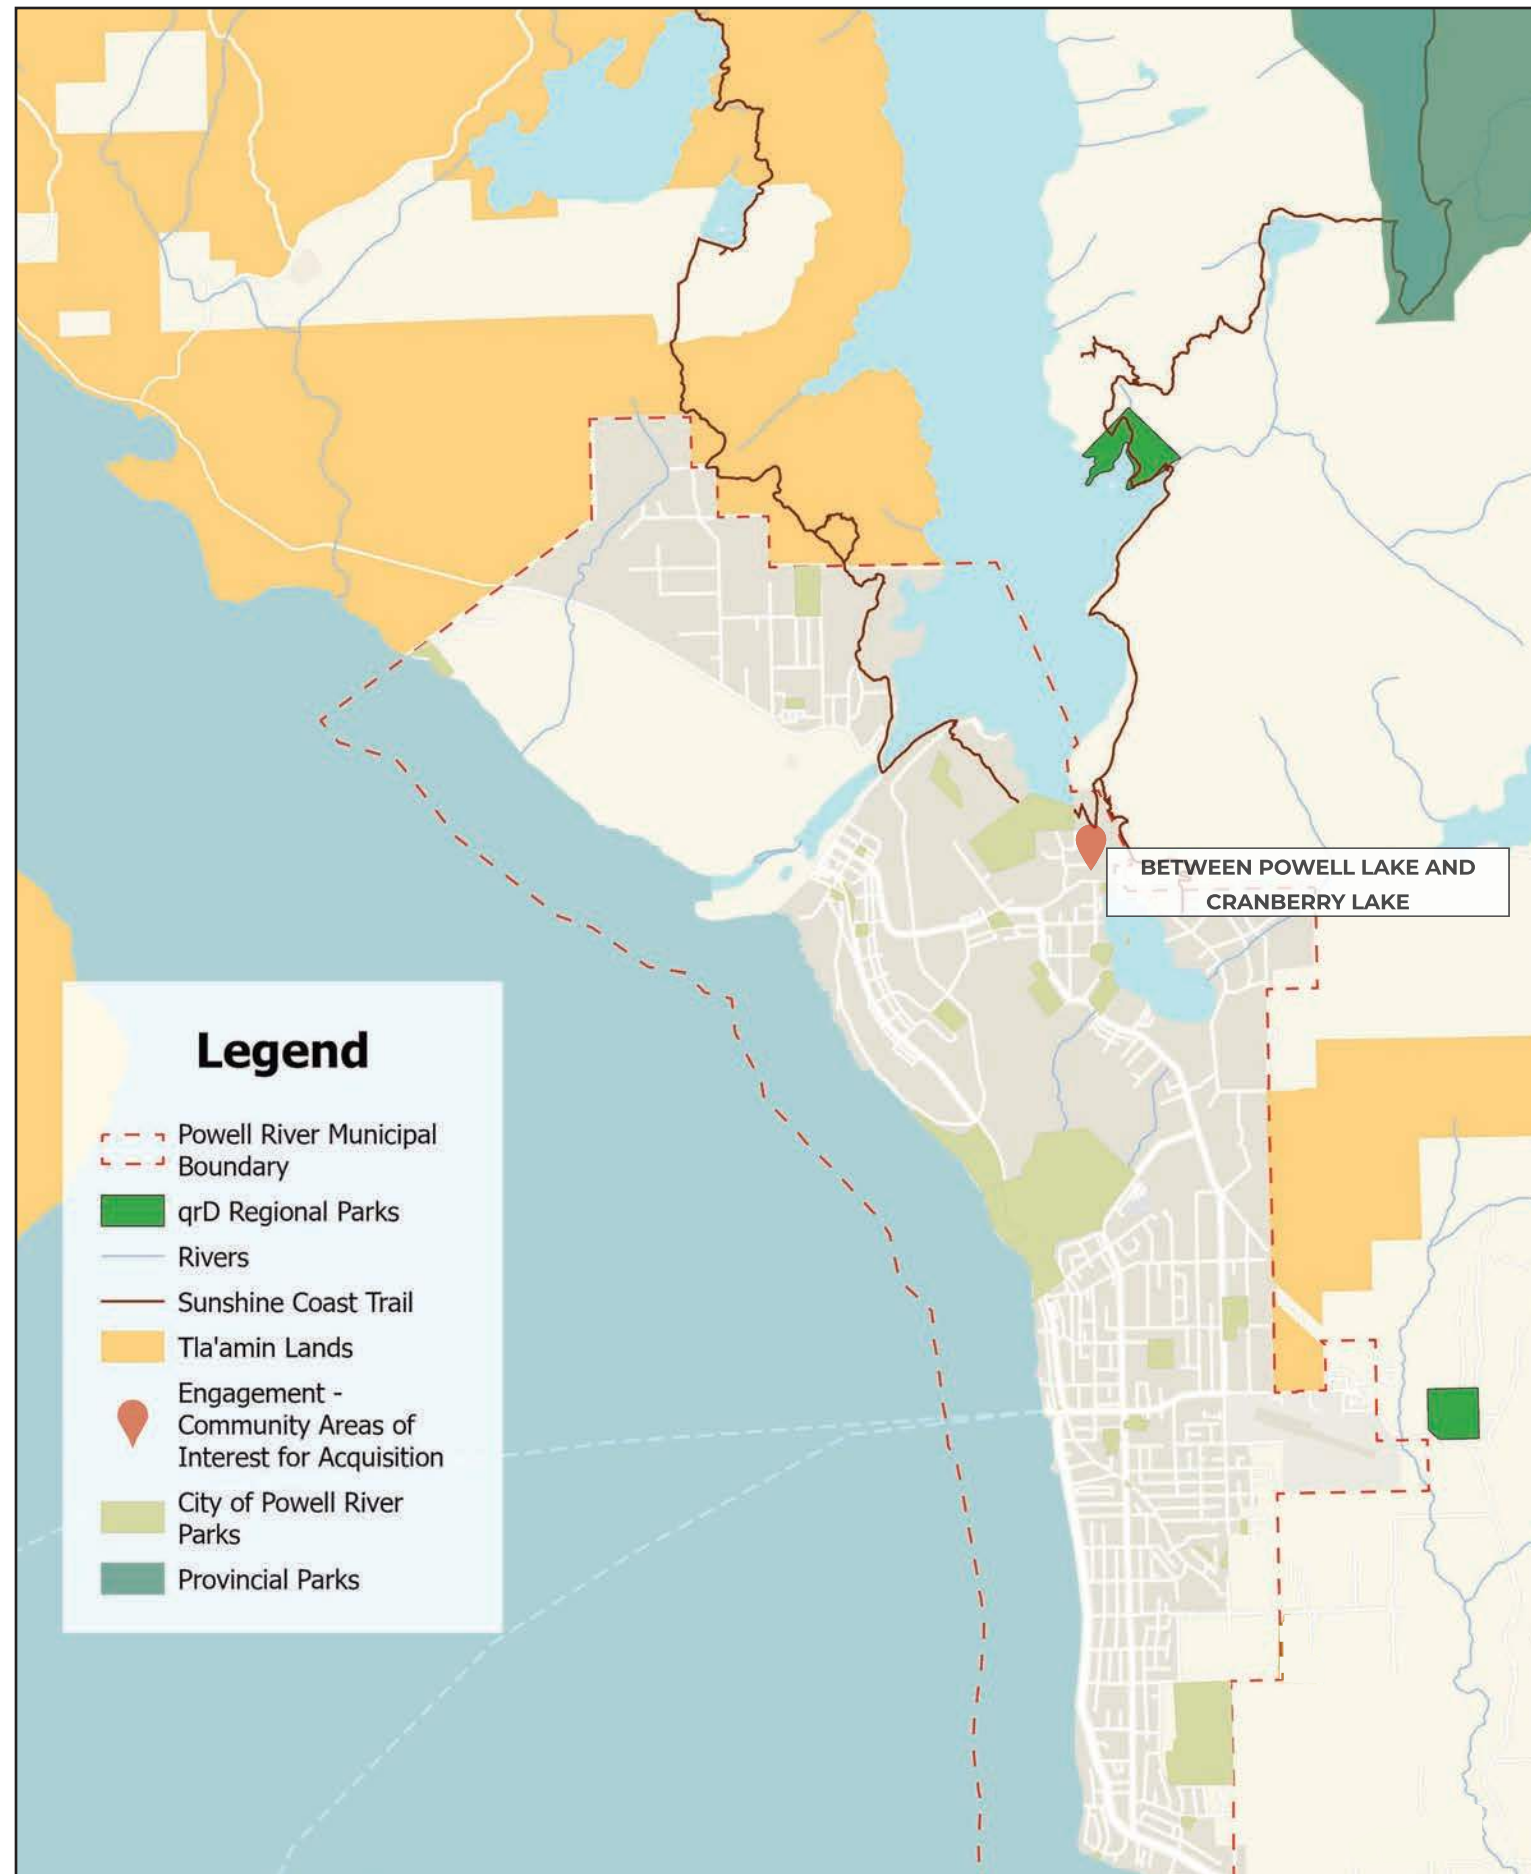 BETWEEN POWELL LAKE AND
CRANBERRY LAKE
Legend
Powell River Municipal
Boundary
qrD Regional Parks
Rivers
Sunshine Coast Trail
Tla'amin Lands
Engagement -
Community Areas of
Interest for Acquisition
City of Powell River
Parks
Provincial Parks